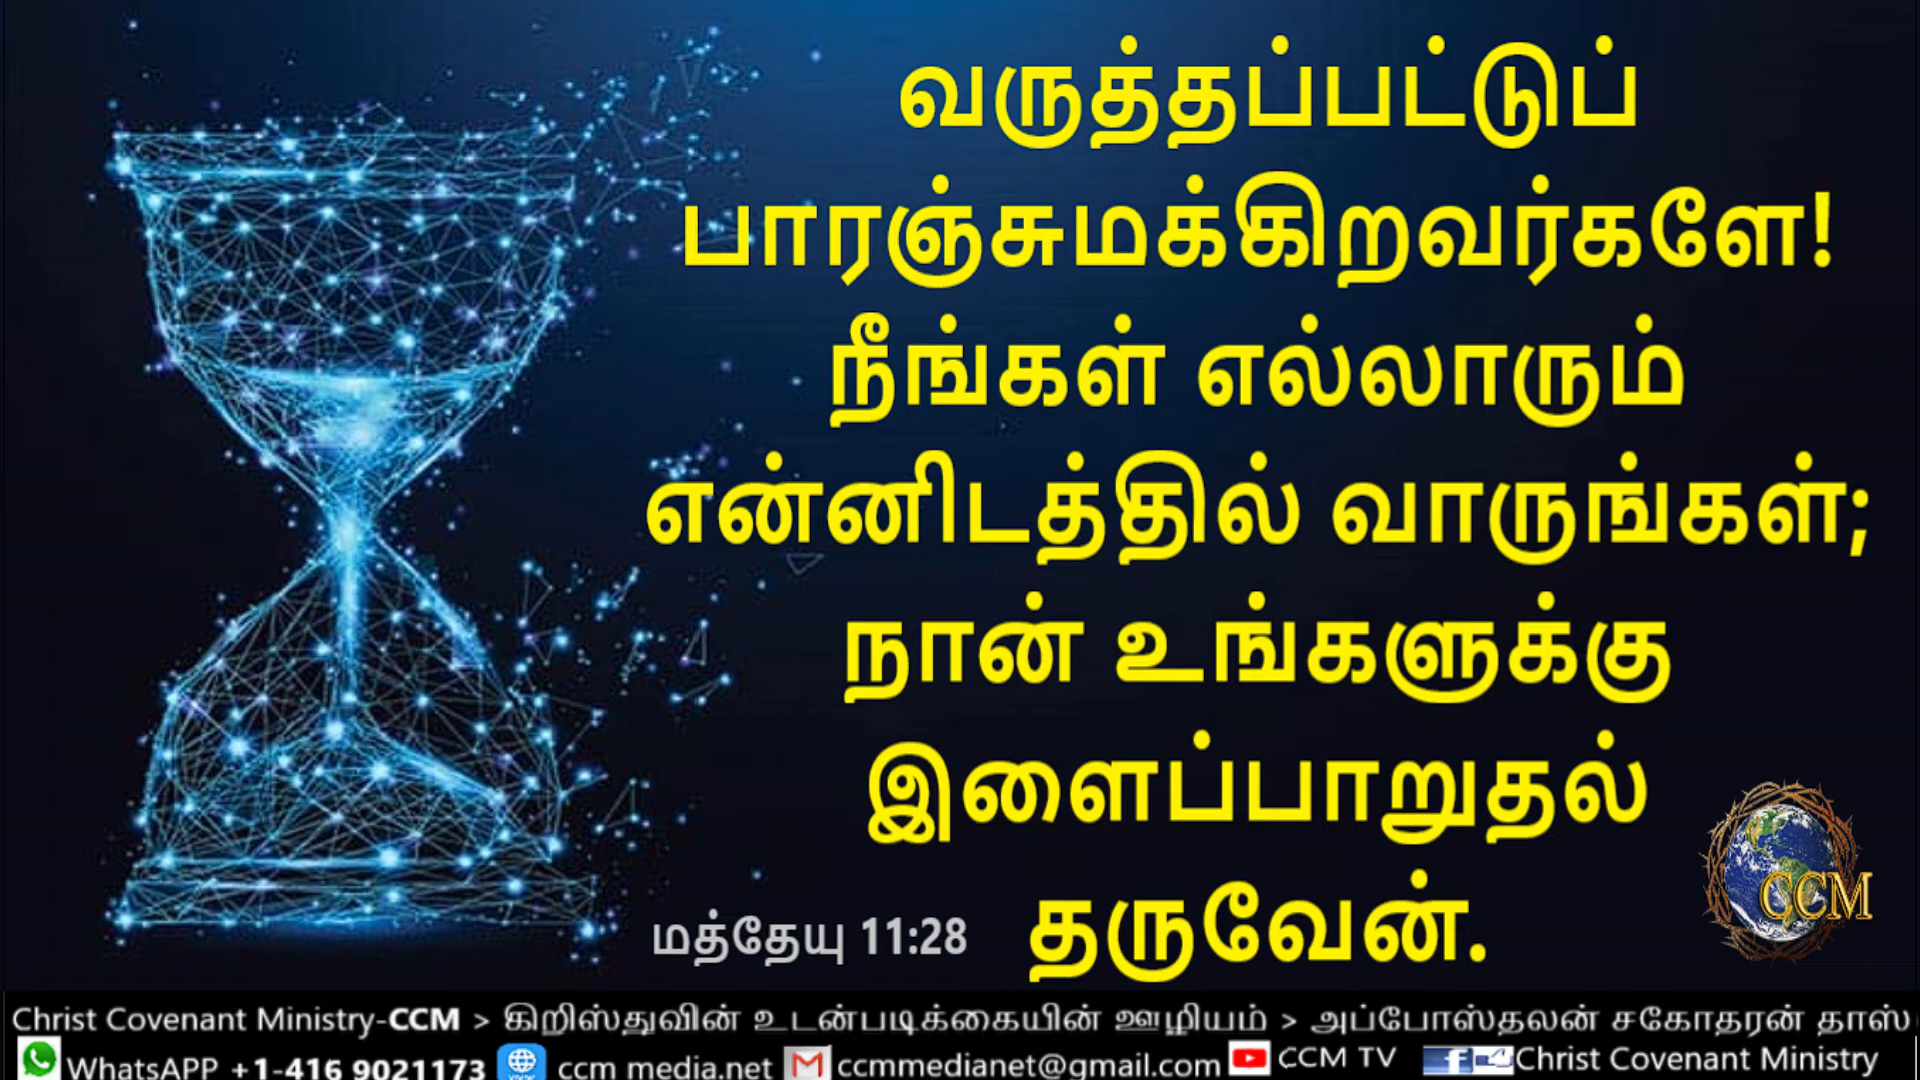 வருத்தப்பட்டுப்
பாரஞ்சுமக்கிறவர்களே!
நீங்கள் எல்லாரும்
என்னிடத்தில் வாருங்கள்;
நான் உங்களுக்கு
இளைப்பாறுதல்
தருவேன்.
மத்தேயு 11:28
CCM
Christ Covenant Ministry-CCM > கிறிஸ்துவின் உடன்படிக்கையின் ஊழியம் > அப்போஸ்தலன் சகோதரன் தாஸ்
WhatsAPP +1-416 9021173 ccm media.net ccmmedianet@gmail.com CCM TV Christ Covenant Ministry